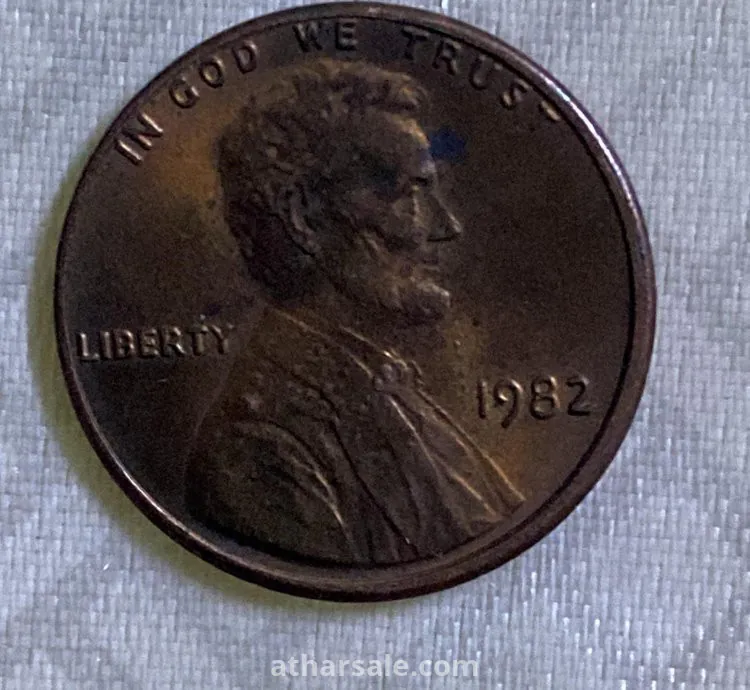 IN GOD WE TRUST
LIBERTY
1982
atharsale.com